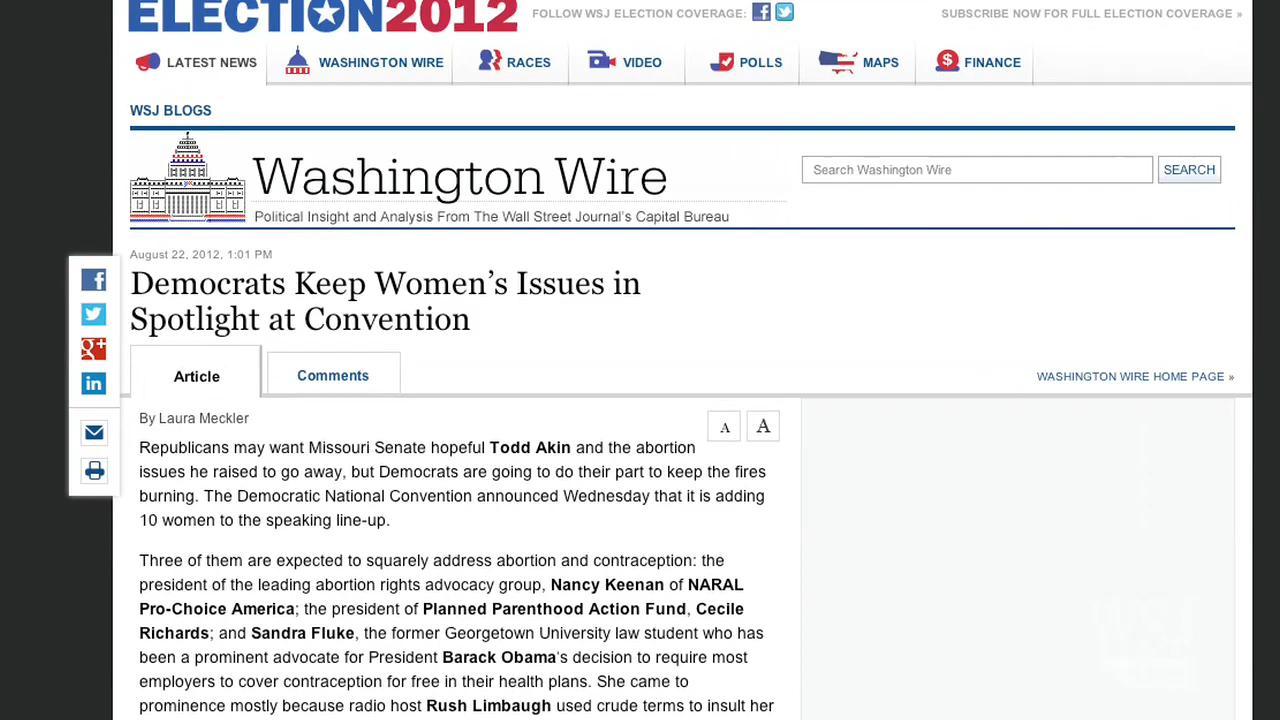 ELECTION2012
FOLLOW WSJ ELECTION COVERAGE:
SUBSCRIBE NOW FOR FULL ELECTION COVERAGE »
LATEST NEWS
WASHINGTON WIRE
RACES
VIDEO
POLLS
MAPS
$
FINANCE
WSJ BLOGS
Washington Wire
Search Washington Wire
SEARCH
Political Insight and Analysis From The Wall Street Journal's Capital Bureau
August 22, 2012, 1:01 PM
Democrats Keep Women's Issues in
Spotlight at Convention
f
g+
in
Article
Comments
WASHINGTON WIRE HOME PAGE »
By Laura Meckler
A A
Republicans may want Missouri Senate hopeful Todd Akin and the abortion
issues he raised to go away, but Democrats are going to do their part to keep the fires
burning. The Democratic National Convention announced Wednesday that it is adding
10 women to the speaking line-up.
Three of them are expected to squarely address abortion and contraception: the
president of the leading abortion rights advocacy group, Nancy Keenan of NARAL
Pro-Choice America; the president of Planned Parenthood Action Fund, Cecile
Richards; and Sandra Fluke, the former Georgetown University law student who has
been a prominent advocate for President Barack Obama's decision to require most
employers to cover contraception for free in their health plans. She came to
prominence mostly because radio host Rush Limbaugh used crude terms to insult her